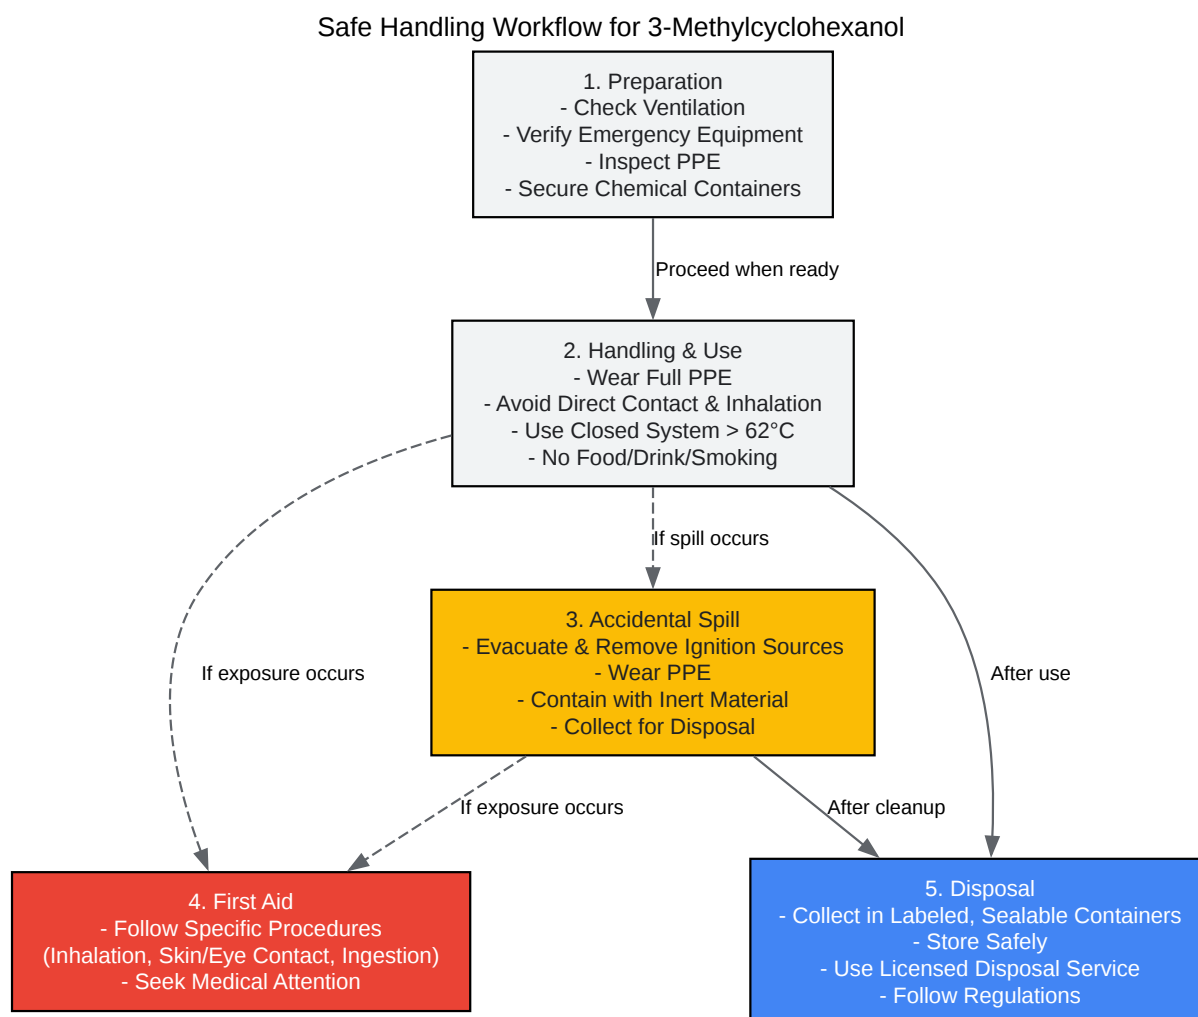 Safe Handling Workflow for 3-Methylcyclohexanol
1. Preparation
- Check Ventilation
- Verify Emergency Equipment
- Inspect PPE
- Secure Chemical Containers
Proceed when ready
2. Handling & Use
- Wear Full PPE
- Avoid Direct Contact & Inhalation
- Use Closed System > 62°C
- No Food/Drink/Smoking
If spill occurs
3. Accidental Spill
- Evacuate & Remove Ignition Sources
- Wear PPE
- Contain with Inert Material
- Collect for Disposal
If exposure occurs
After use
If exposure occurs
After cleanup
4. First Aid
- Follow Specific Procedures
(Inhalation, Skin/Eye Contact, Ingestion)
- Seek Medical Attention
5. Disposal
- Collect in Labeled, Sealable Containers
- Store Safely
- Use Licensed Disposal Service
- Follow Regulations